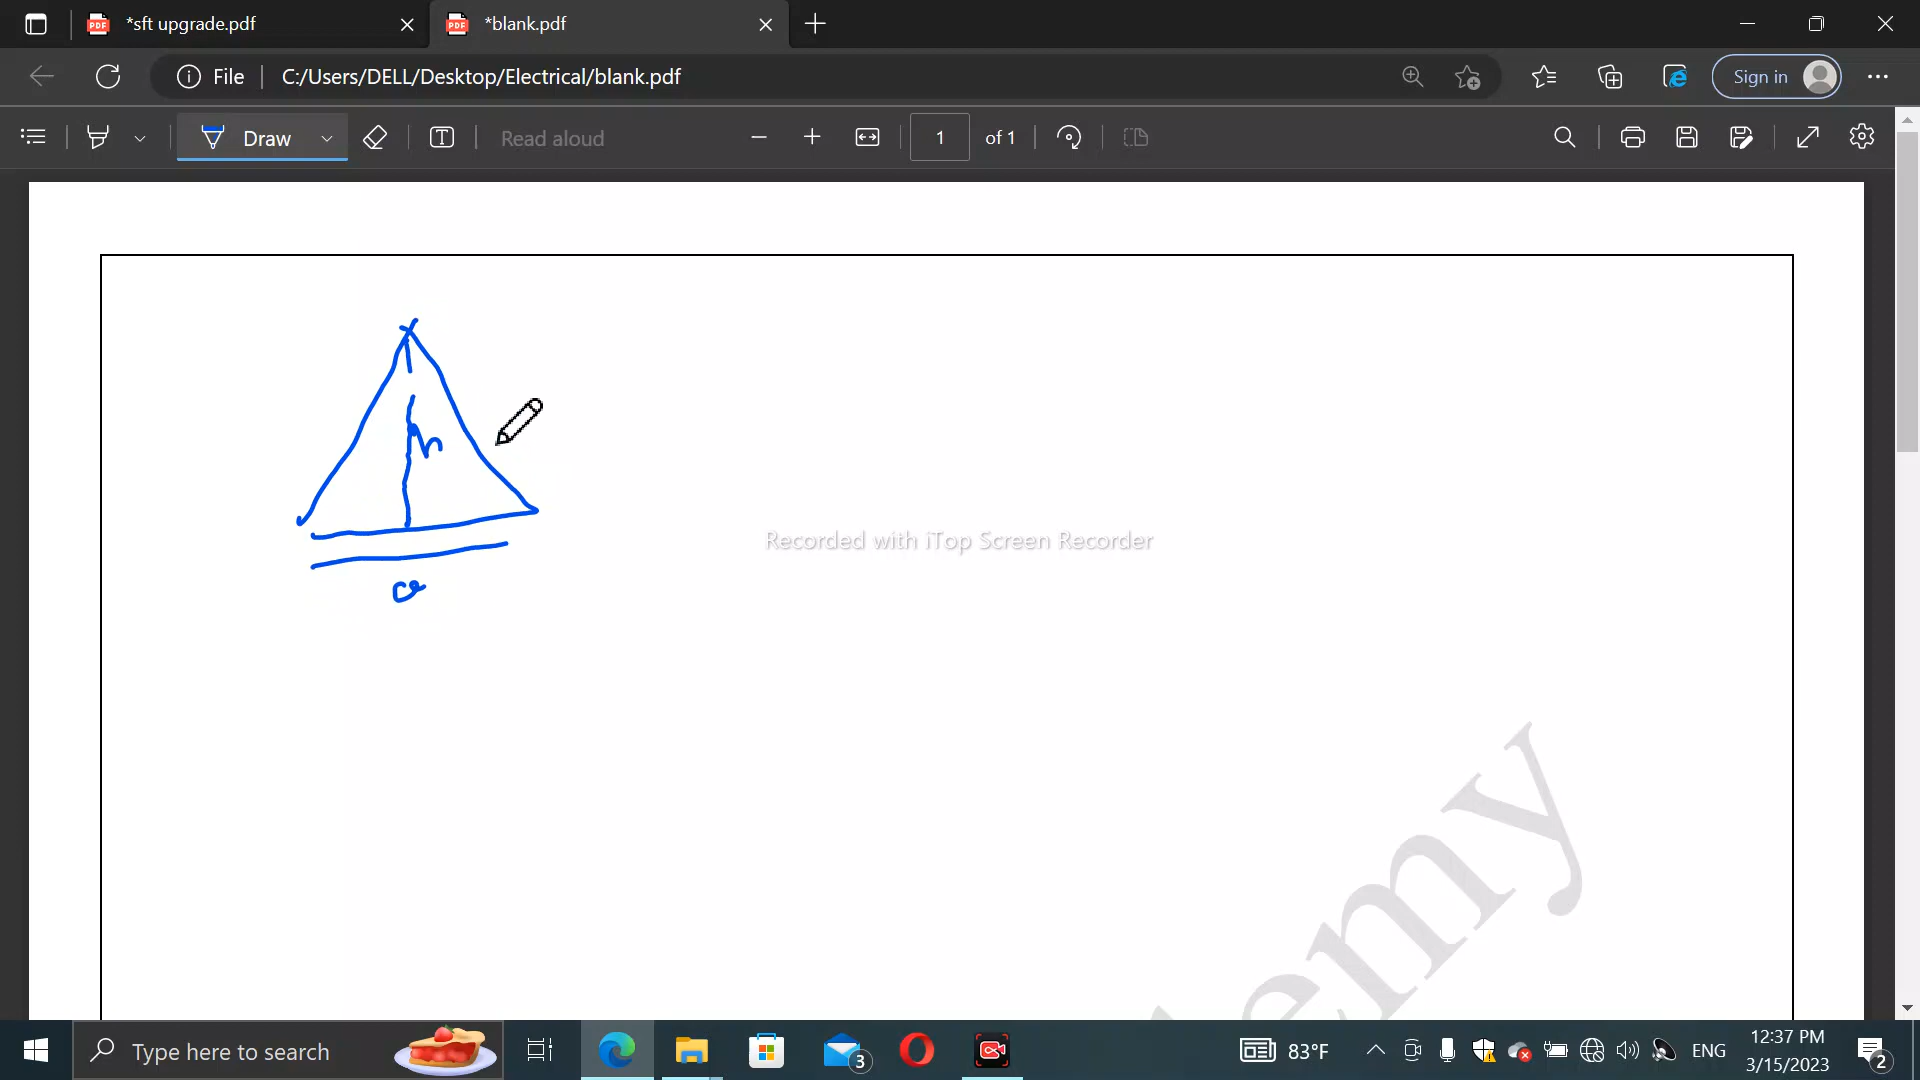 *sft upgrade.pdf
*blank.pdf
File
C:/Users/DELL/Desktop/Electrical/blank.pdf
Sign in
Draw
Read aloud
1
of 1
h
Recorded with iTop Screen Recorder
a
emy
Type here to search
3
83°F
ENG
12:37 PM
3/15/2023
2